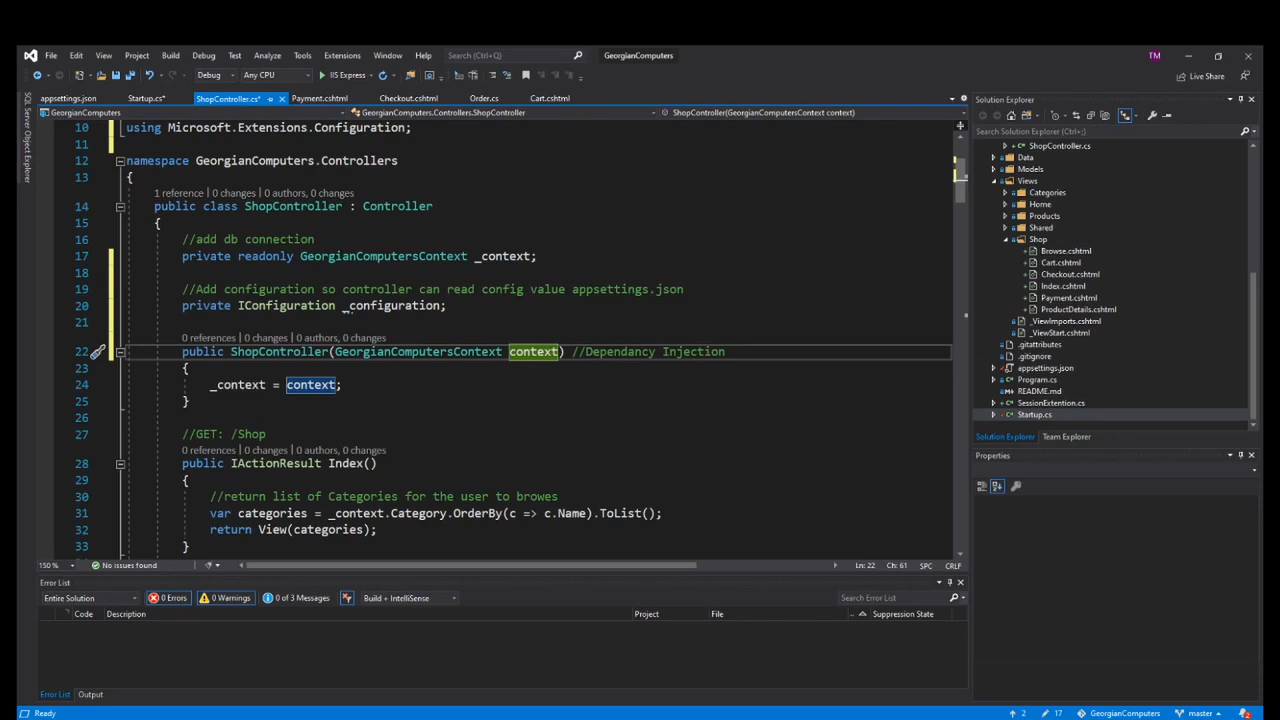 File Edit View Project Build Debug Test Analyze Tools Extensions Window Help Search (Ctrl+Q) GeorgianComputers TM
Debug Any CPU IIS Express Live Share
appsettings.json Startup.cs* ShopController.cs* Payment.cshtml Checkout.cshtml Order.cs Cart.cshtml
GeorgianComputers GeorgianComputers.Controllers.ShopController ShopController(GeorgianComputersContext context)
SQL Server Object Explorer
10 using Microsoft.Extensions.Configuration;
11
12 namespace GeorgianComputers.Controllers
13 {
1 reference | 0 changes | 0 authors, 0 changes
14 public class ShopController : Controller
15 {
16 //add db connection
17 private readonly GeorgianComputersContext _context;
18
19 //Add configuration so controller can read config value appsettings.json
20 private IConfiguration _configuration;
21
0 references | 0 changes | 0 authors, 0 changes
22 public ShopController(GeorgianComputersContext context) //Dependancy Injection
23 {
24 _context = context;
25 }
26
27 //GET: /Shop
0 references | 0 changes | 0 authors, 0 changes
28 public IActionResult Index()
29 {
30 //return list of Categories for the user to browes
31 var categories = _context.Category.OrderBy(c => c.Name).ToList();
32 return View(categories);
33 }
150 % No issues found Ln: 22 Ch: 61 SPC CRLF
Error List
Entire Solution 0 Errors 0 Warnings 0 of 3 Messages Build + IntelliSense Search Error List
Code Description Project File Suppression State
Error List Output
Solution Explorer
Search Solution Explorer (Ctrl+;)
ShopController.cs
Data
Models
Views
Categories
Home
Products
Shared
Shop
Browse.cshtml
Cart.cshtml
Checkout.cshtml
Index.cshtml
Payment.cshtml
ProductDetails.cshtml
_ViewImports.cshtml
_ViewStart.cshtml
.gitattributes
.gitignore
appsettings.json
Program.cs
README.md
SessionExtention.cs
Startup.cs
Solution Explorer Team Explorer
Properties
Ready 2 17 GeorgianComputers master 2